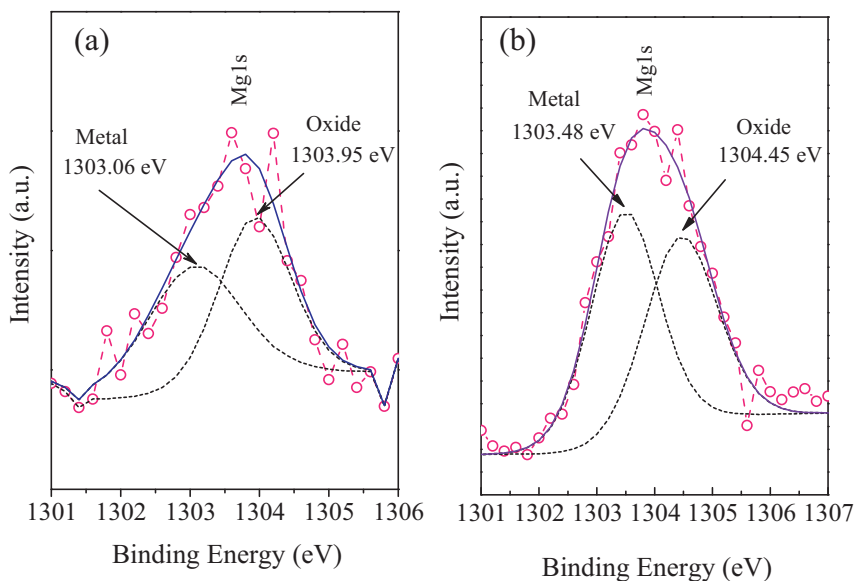 (a)
Mg1s
Metal
1303.06 eV
Oxide
1303.95 eV
Intensity (a.u.)
1301 1302 1303 1304 1305 1306
Binding Energy (eV)
(b)
Mg1s
Metal
1303.48 eV
Oxide
1304.45 eV
Intensity (a.u.)
1301 1302 1303 1304 1305 1306 1307
Binding Energy (eV)